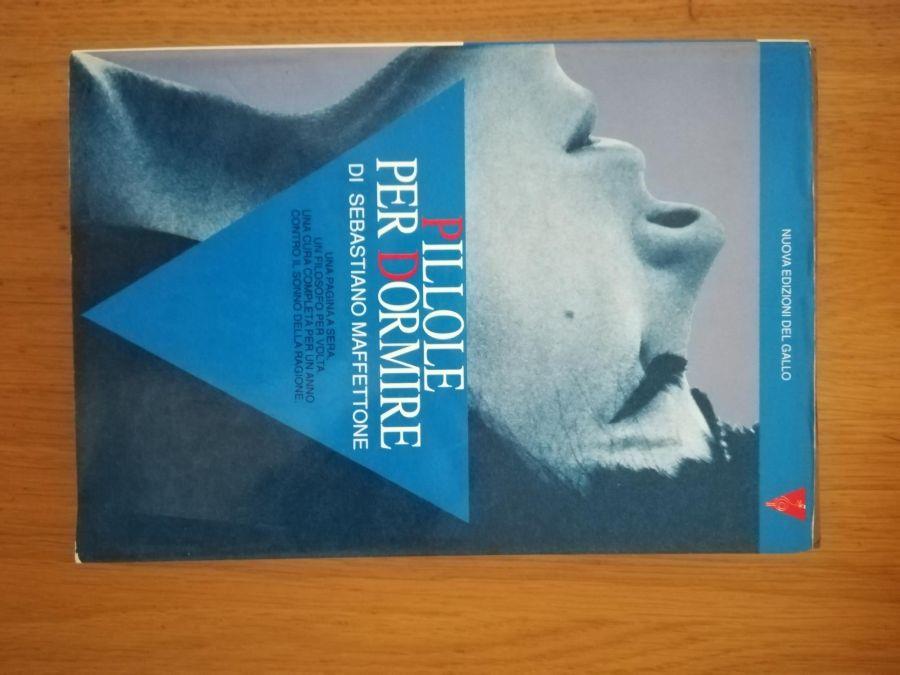 NUOVA EDIZIONI DEL GALLO
PILLOLE
PER DORMIRE
DI SEBASTIANO MAFFETTONE
UNA PAGINA A SERA,
UN FILOSOFO PER VOLTA
UNA CURA COMPLETA PER UN ANNO
CONTRO IL SONNO DELLA RAGIONE.